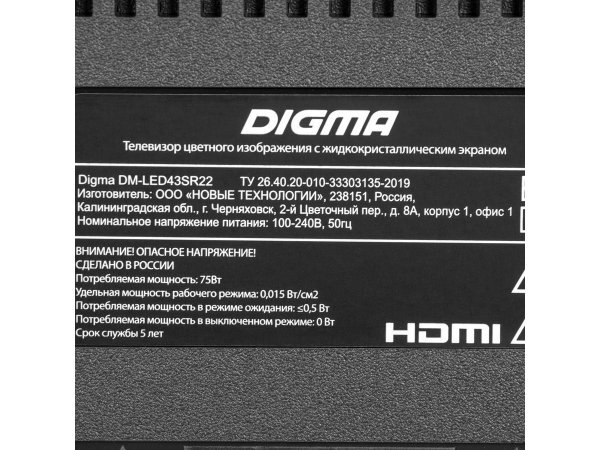 DIGMA
Телевизор цветного изображения с жидкокристаллическим экраном
Digma DM-LED43SR22 ТУ 26.40.20-010-33303135-2019
Изготовитель: ООО «НОВЫЕ ТЕХНОЛОГИИ», 238151, Россия,
Калининградская обл., г. Черняховск, 2-й Цветочный пер., д. 8А, корпус 1, офис 1
Номинальное напряжение питания: 100-240В, 50гц
ВНИМАНИЕ! ОПАСНОЕ НАПРЯЖЕНИЕ!
СДЕЛАНО В РОССИИ
Потребляемая мощность: 75Вт
Удельная мощность рабочего режима: 0,015 Вт/см2
Потребляемая мощность в режиме ожидания: ≤0,5 Вт
Потребляемая мощность в выключенном режиме: 0 Вт
Срок службы 5 лет
HDMI